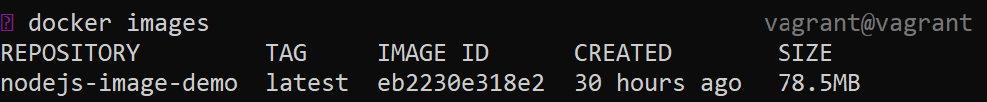 docker images vagrant@vagrant
REPOSITORY TAG IMAGE ID CREATED SIZE
nodejs-image-demo latest eb2230e318e2 30 hours ago 78.5MB